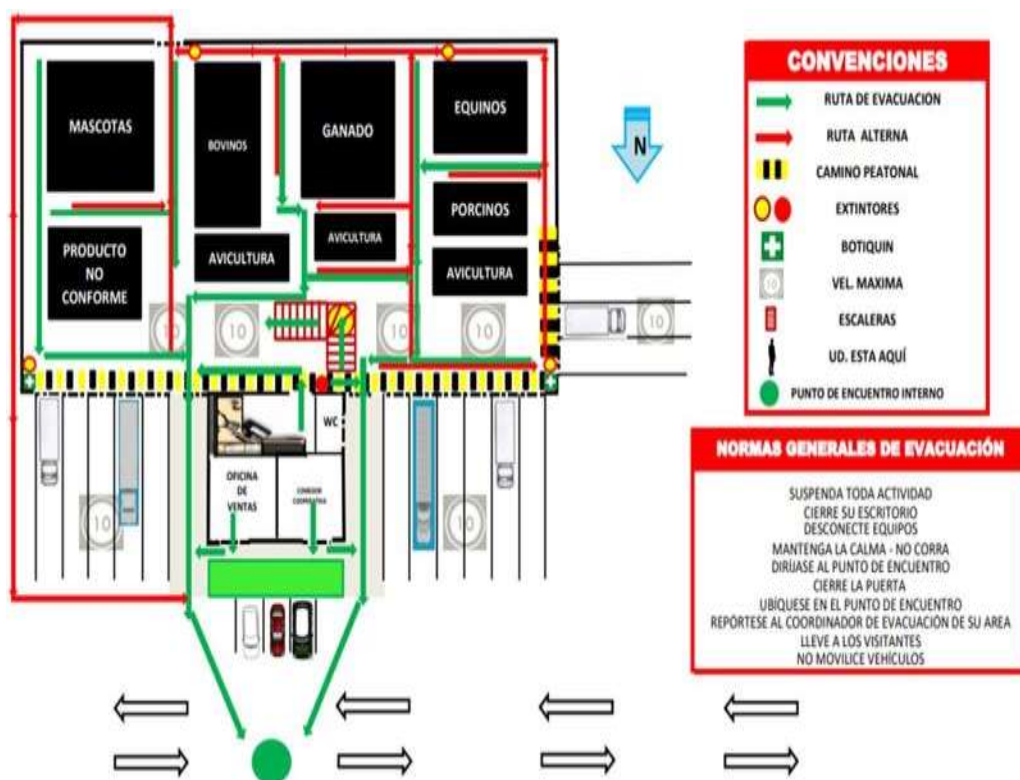 MASCOTAS
BOVINOS
GANADO
EQUINOS
PORCINOS
AVICULTURA
AVICULTURA
AVICULTURA
PRODUCTO
NO
CONFORME
10
10
10
10
10
10
10
N
WC
OFICINA
DE
VENTAS
COMEDOR
COOPERATIVA
CONVENCIONES
RUTA DE EVACUACION
RUTA ALTERNA
CAMINO PEATONAL
EXTINTORES
BOTIQUIN
10
VEL. MAXIMA
ESCALERAS
UD. ESTA AQUÍ
PUNTO DE ENCUENTRO INTERNO
NORMAS GENERALES DE EVACUACIÓN
SUSPENDA TODA ACTIVIDAD
CIERRE SU ESCRITORIO
DESCONECTE EQUIPOS
MANTENGA LA CALMA - NO CORRA
DIRÍJASE AL PUNTO DE ENCUENTRO
CIERRE LA PUERTA
UBÍQUESE EN EL PUNTO DE ENCUENTRO
REPÓRTESE AL COORDINADOR DE EVACUACIÓN DE SU AREA
LLEVE A LOS VISITANTES
NO MOVILICE VEHÍCULOS